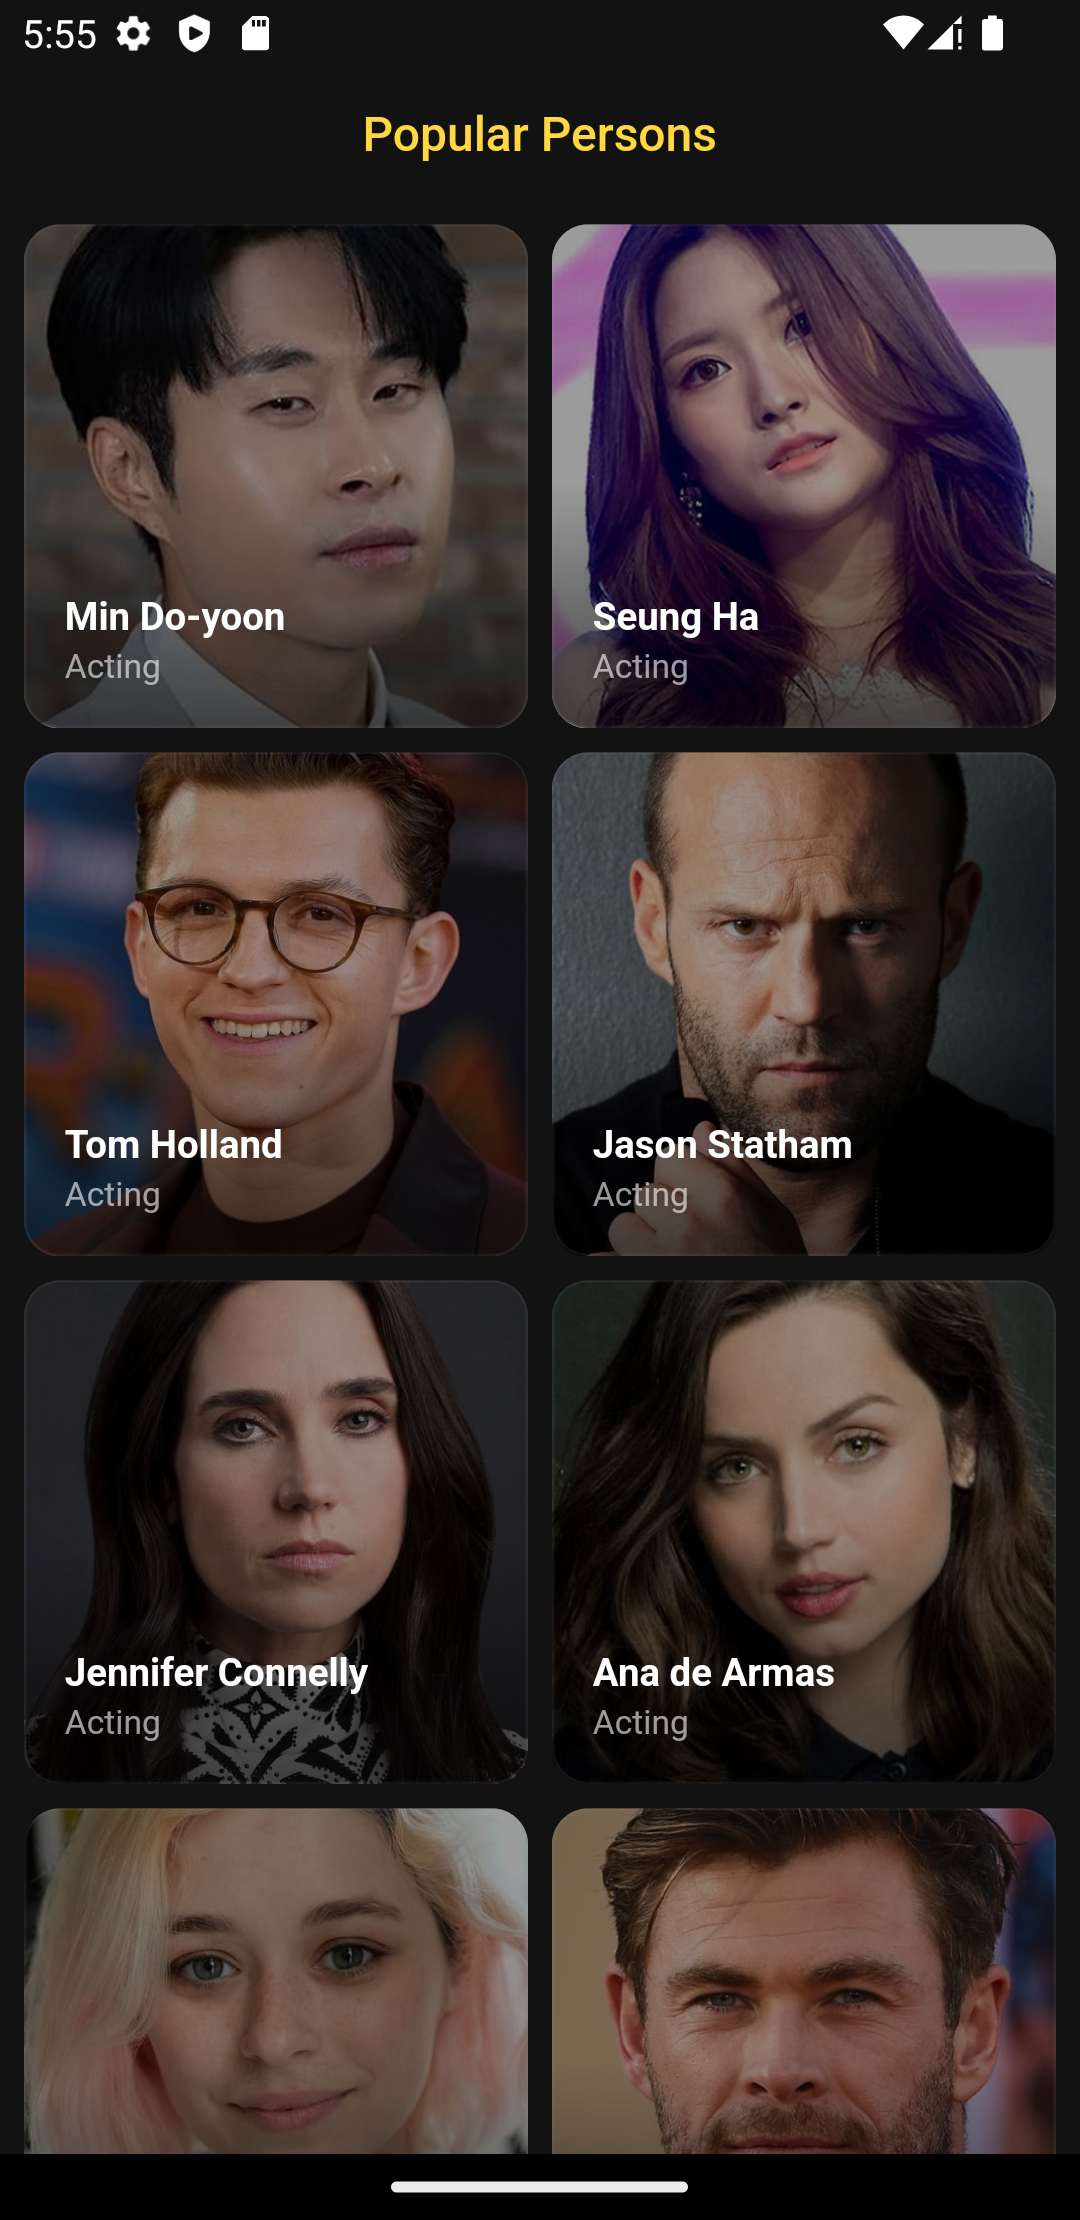 5:55
Popular Persons
Min Do-yoon
Acting
Seung Ha
Acting
Tom Holland
Acting
Jason Statham
Acting
Jennifer Connelly
Acting
Ana de Armas
Acting